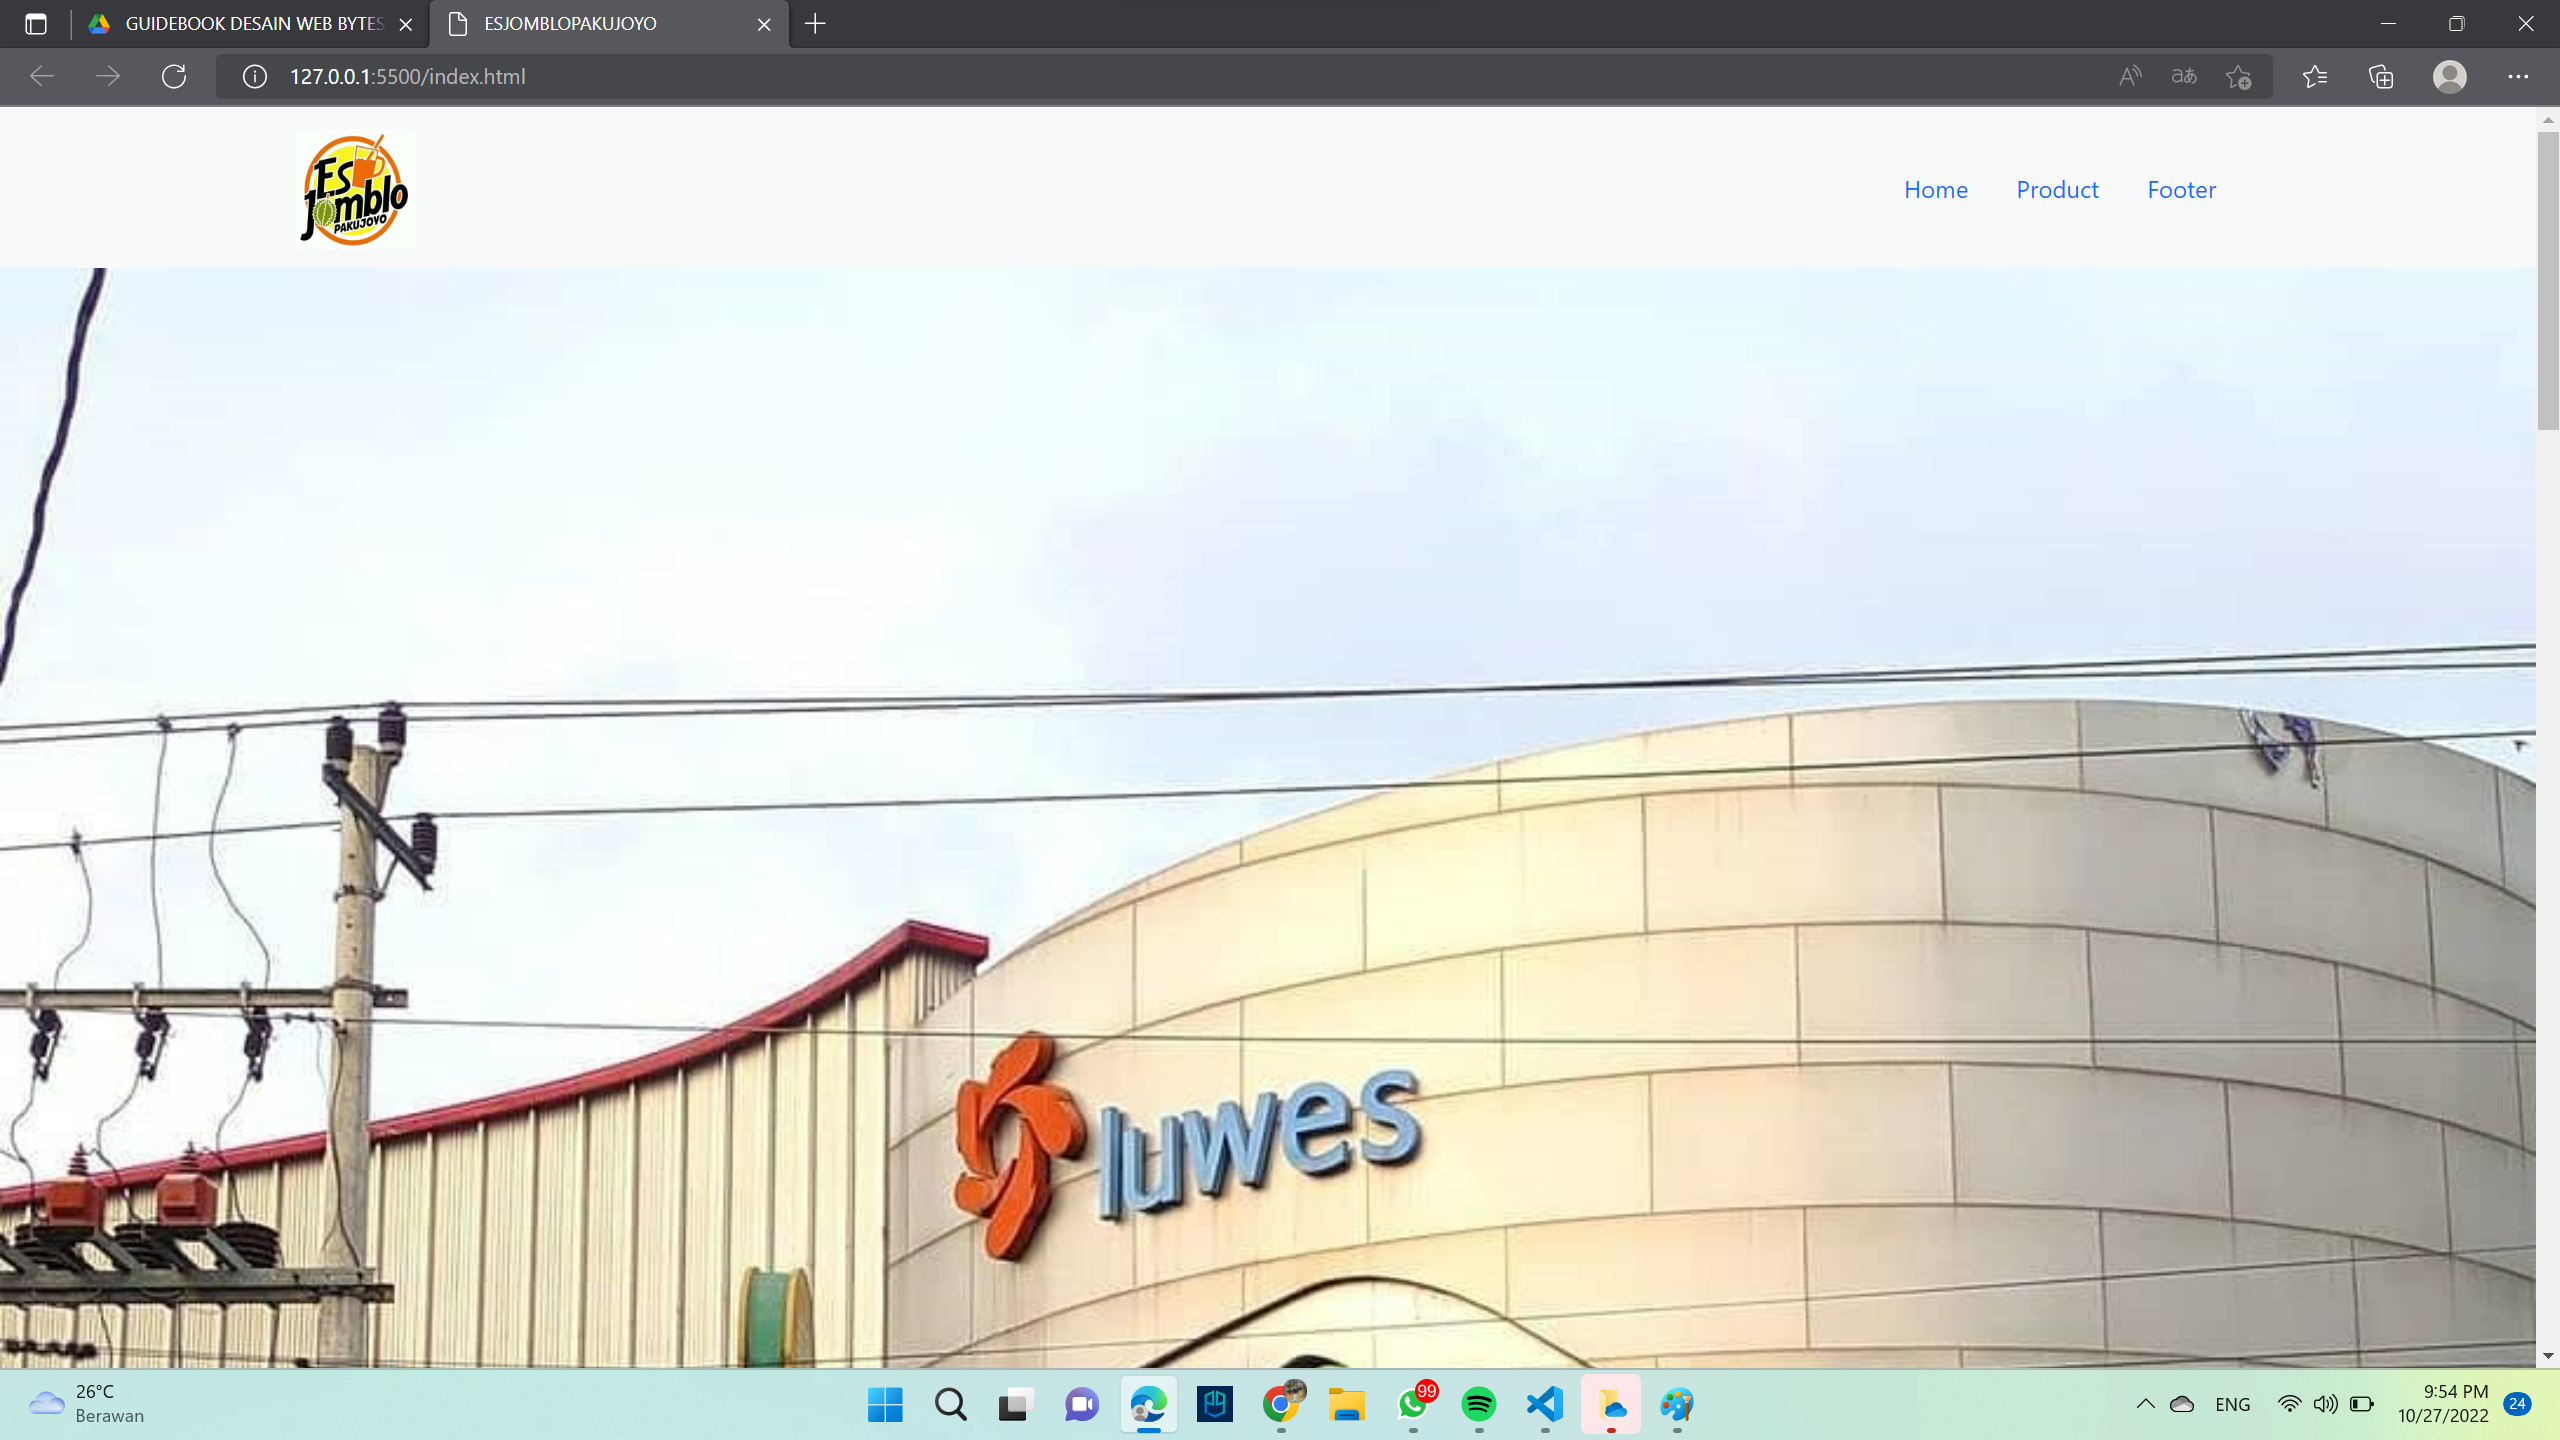 GUIDEBOOK DESAIN WEB BYTES
ESJOMBLOPAKUJOYO
127.0.0.1:5500/index.html
Es
Jomblo
PAKUJOYO
Home
Product
Footer
luwes
26°C
Berawan
99
ENG
9:54 PM
10/27/2022
24